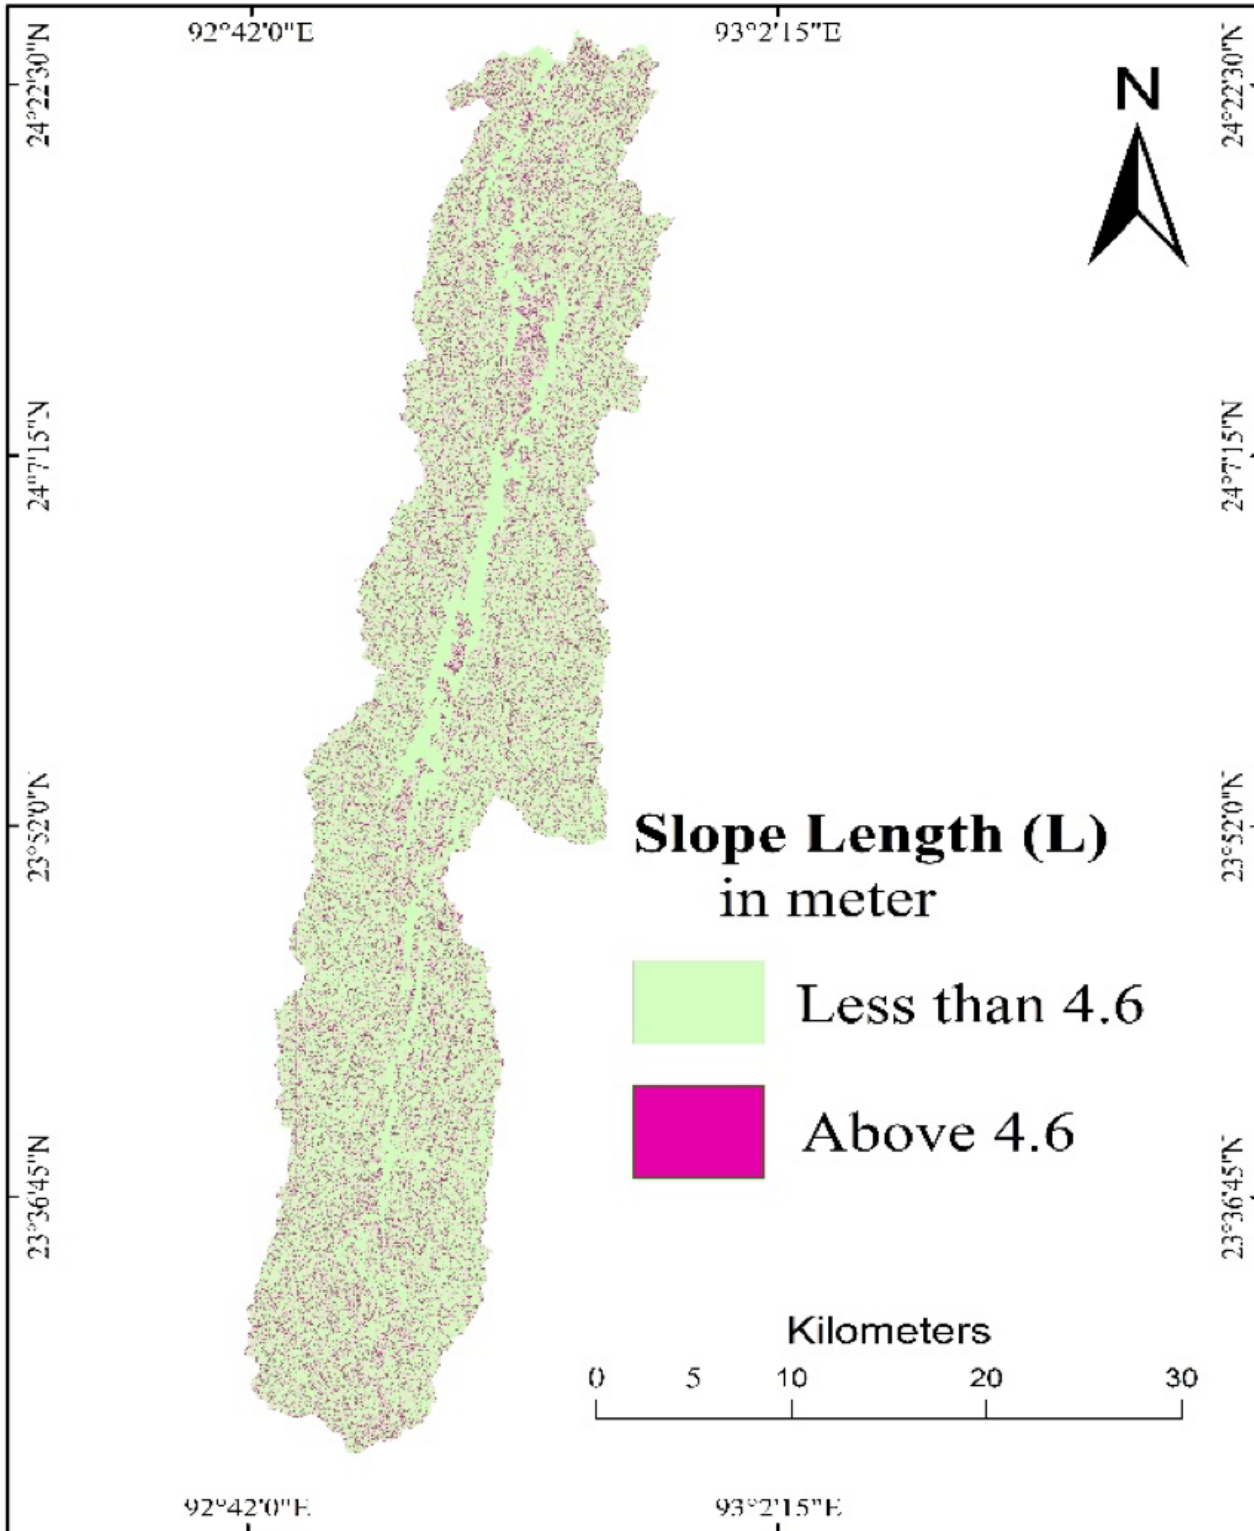 92°42'0"E 93°2'15"E
24°22'30"N 24°22'30"N
N
24°7'15"N 24°7'15"N
23°52'0"N 23°52'0"N
Slope Length (L)
in meter
Less than 4.6
Above 4.6
23°36'45"N 23°36'45"N
Kilometers
0 5 10 20 30
92°42'0"E 93°2'15"E